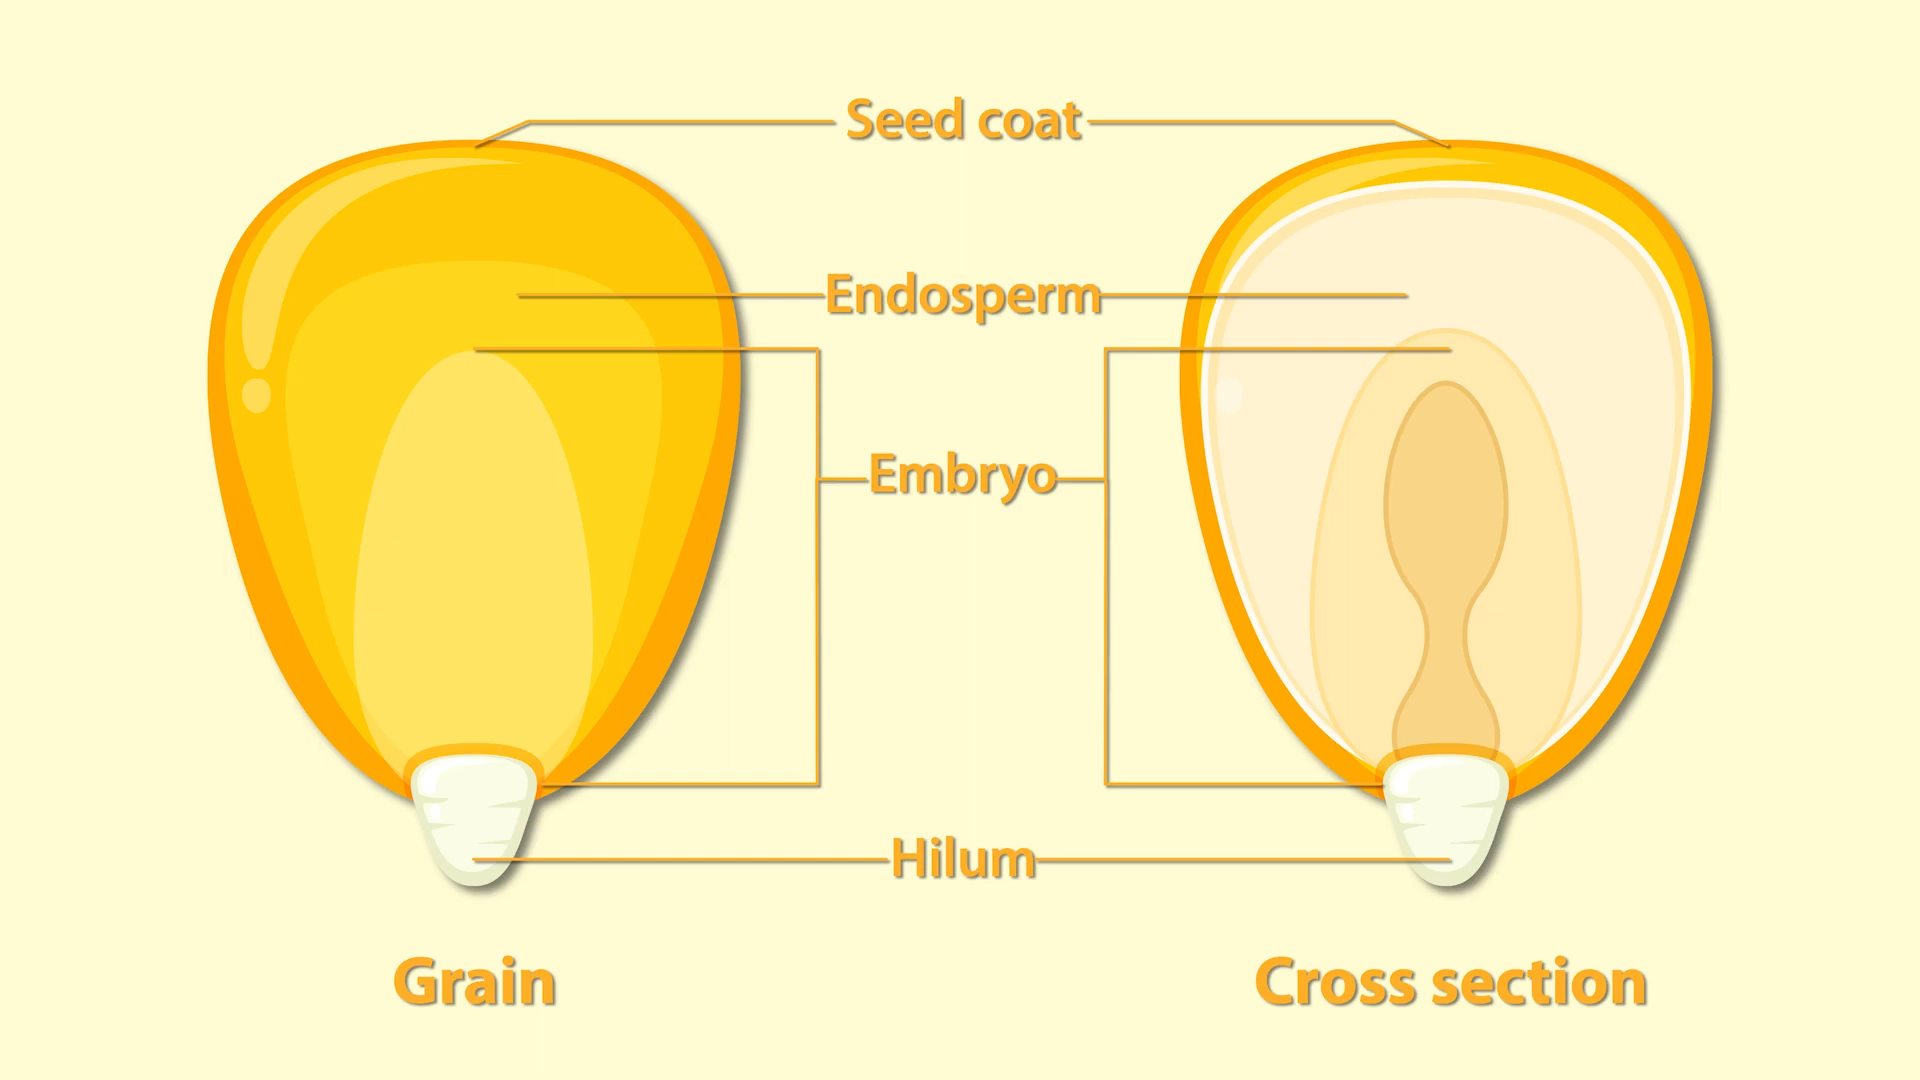 Seed coat
Endosperm
Embryo
Hilum
Grain
Cross section